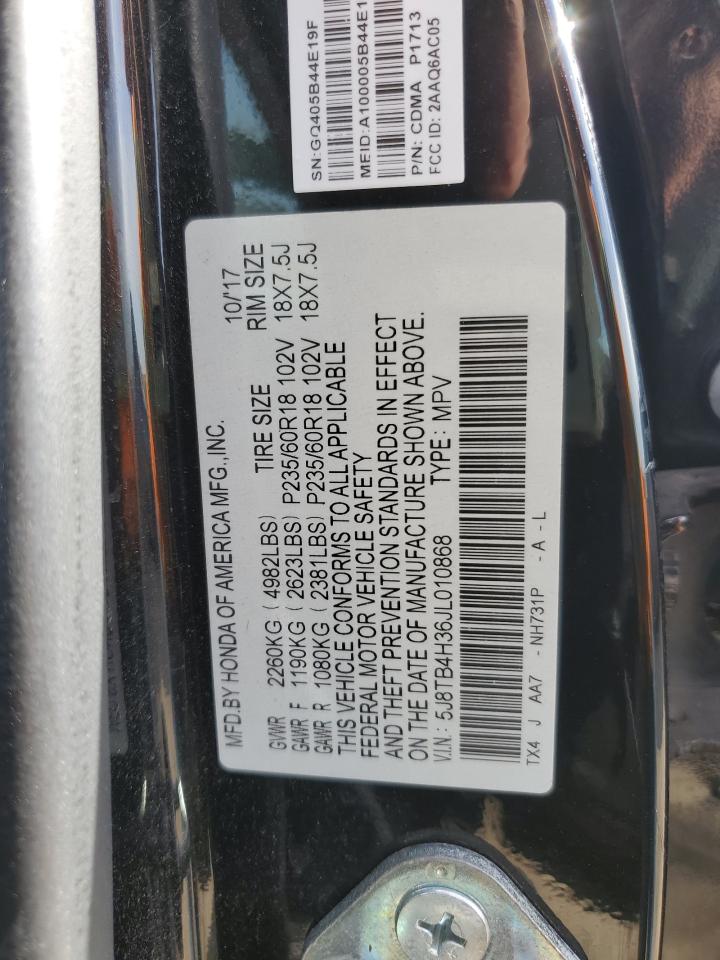 SN:GQ405B44E19F
MEID:A100005B44E1
P/N: CDMA P1713
FCC ID: 2AAQ6AC05
MFD.BY HONDA OF AMERICA MFG.,INC. 10/'17
TIRE SIZE RIM SIZE
GVWR 2260KG ( 4982LBS)
GAWR F 1190KG ( 2623LBS) P235/60R18 102V 18X7.5J
GAWR R 1080KG ( 2381LBS) P235/60R18 102V 18X7.5J
THIS VEHICLE CONFORMS TO ALL APPLICABLE
FEDERAL MOTOR VEHICLE SAFETY
AND THEFT PREVENTION STANDARDS IN EFFECT
ON THE DATE OF MANUFACTURE SHOWN ABOVE.
V.I.N.: 5J8TB4H36JL010868 TYPE: MPV
TX4 J AA7 - NH731P - A - L